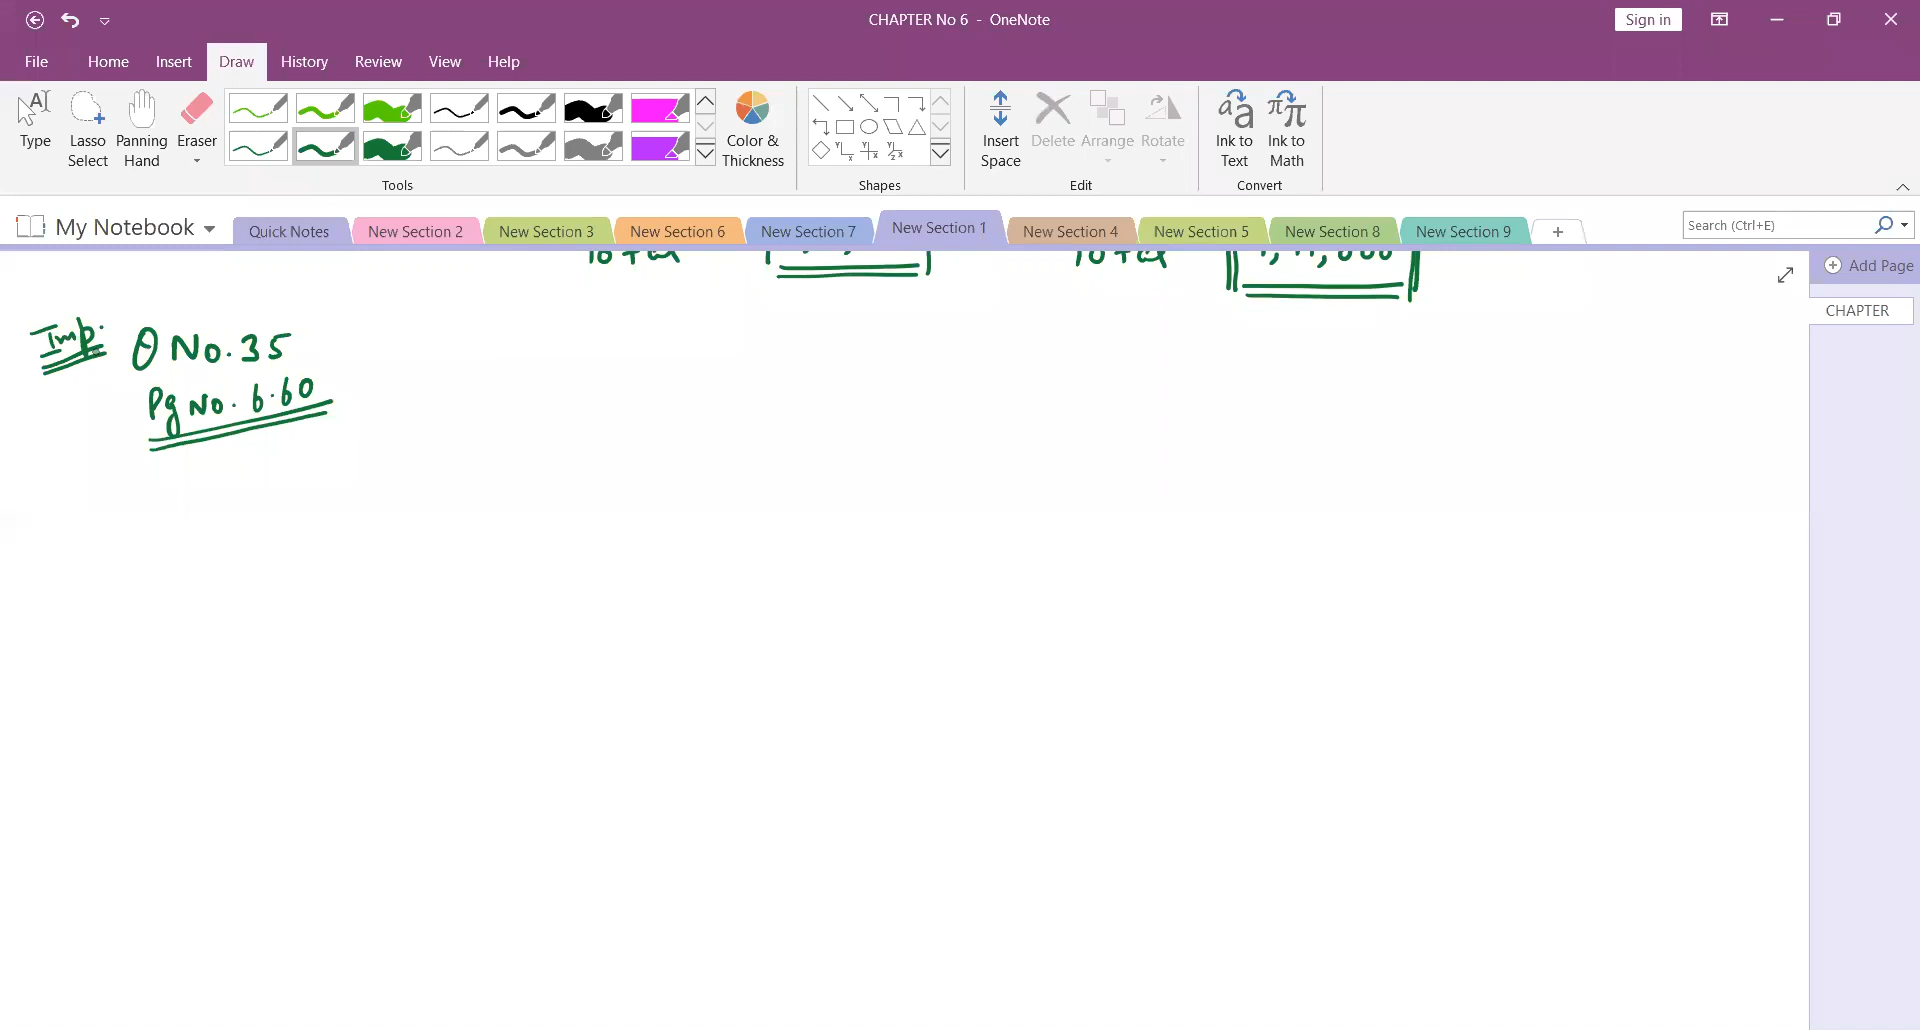 CHAPTER No 6 - OneNote
Sign in
File Home Insert Draw History Review View Help
Type
Lasso Select
Panning Hand
Eraser
Color & Thickness
Insert Space
Delete
Arrange
Rotate
Ink to Text
Ink to Math
Tools Shapes Edit Convert
My Notebook
Quick Notes New Section 2 New Section 3 New Section 6 New Section 7 New Section 1 New Section 4 New Section 5 New Section 8 New Section 9 +
Search (Ctrl+E)
Add Page
CHAPTER
Total Total
Imp. Q No. 35
Pg No. 6.60